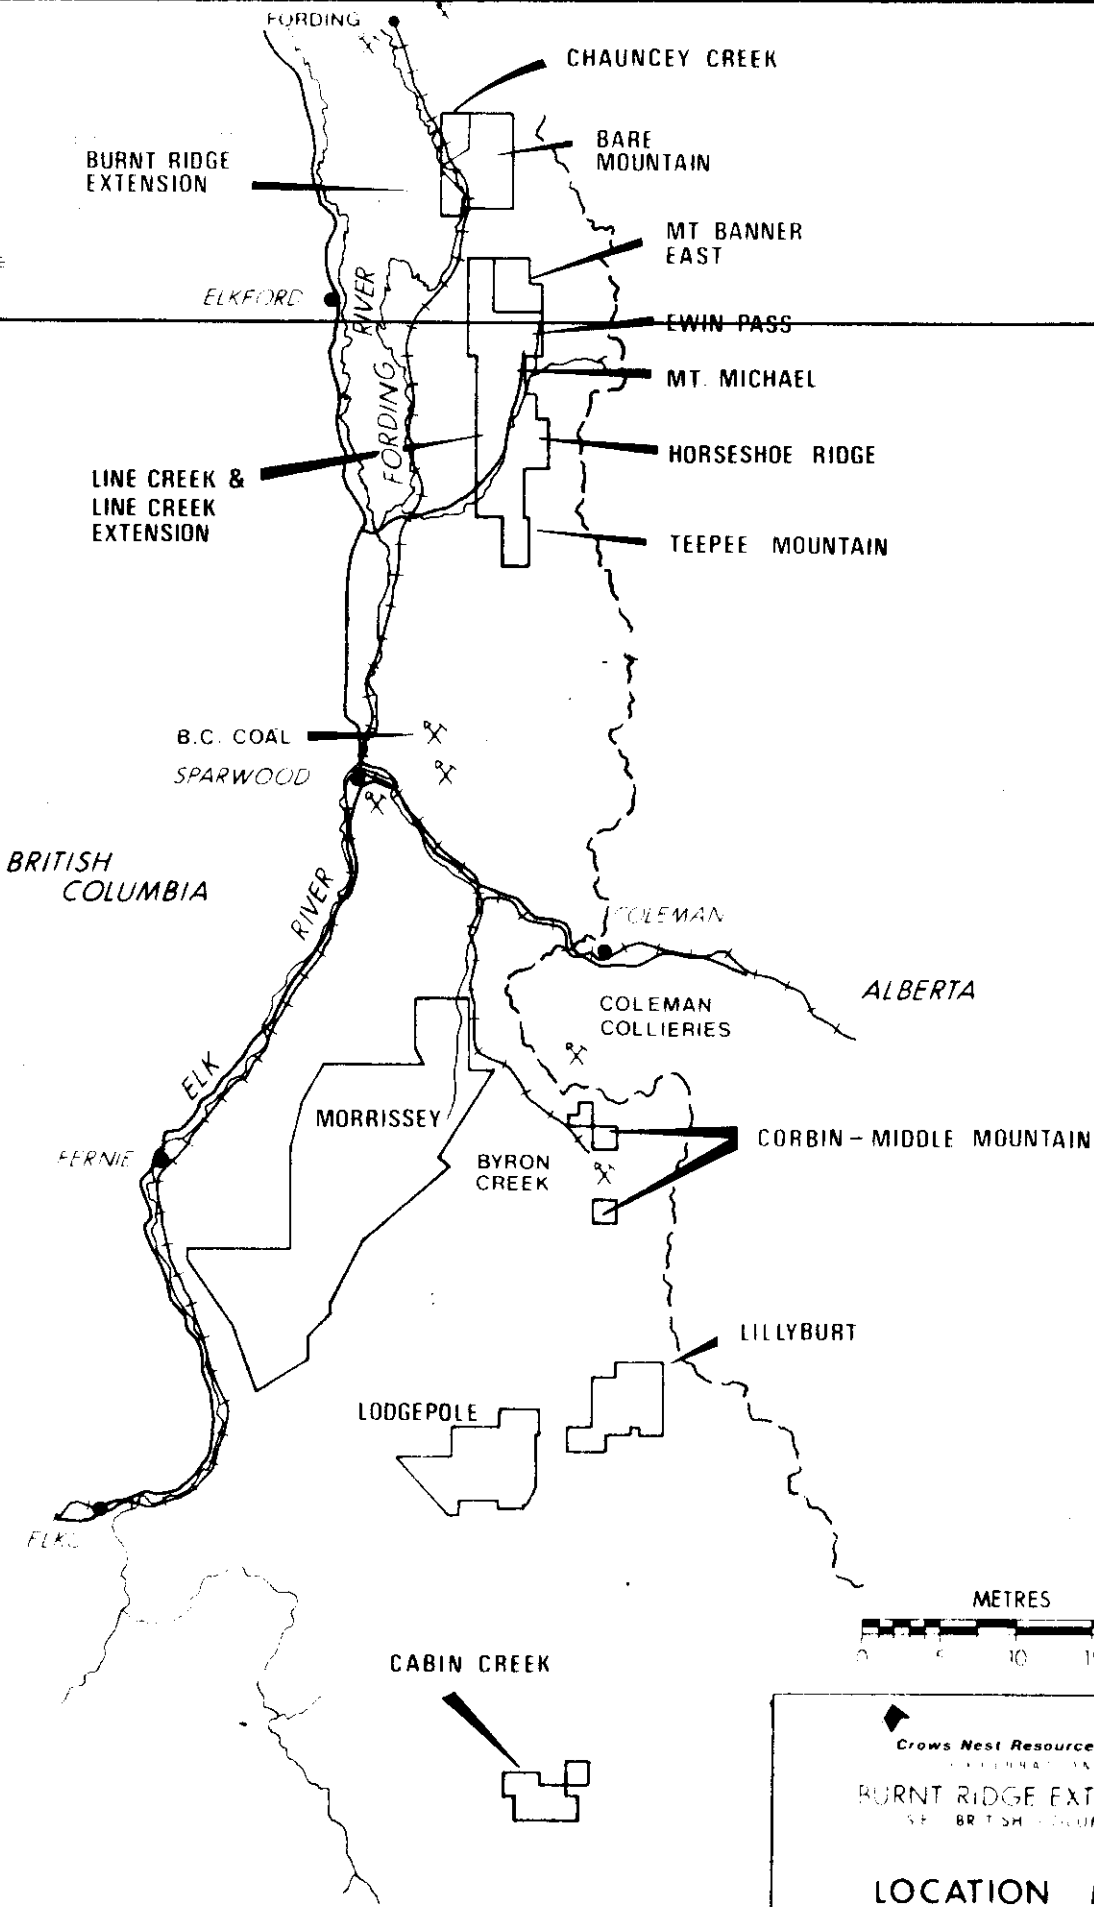 FORDING
CHAUNCEY CREEK
BARE
MOUNTAIN
BURNT RIDGE
EXTENSION
MT BANNER
EAST
ELKFORD
RIVER
FORDING
EWIN PASS
MT. MICHAEL
HORSESHOE RIDGE
LINE CREEK &
LINE CREEK
EXTENSION
TEEPEE MOUNTAIN
B.C. COAL
SPARWOOD
BRITISH
COLUMBIA
RIVER
ELK
COLEMAN
ALBERTA
COLEMAN
COLLIERIES
MORRISSEY
FERNIE
BYRON
CREEK
CORBIN - MIDDLE MOUNTAIN
LILLYBURT
LODGEPOLE
METRES
0 5 10
CABIN CREEK
Crows Nest Resource
BURNT RIDGE EXT
LOCATION